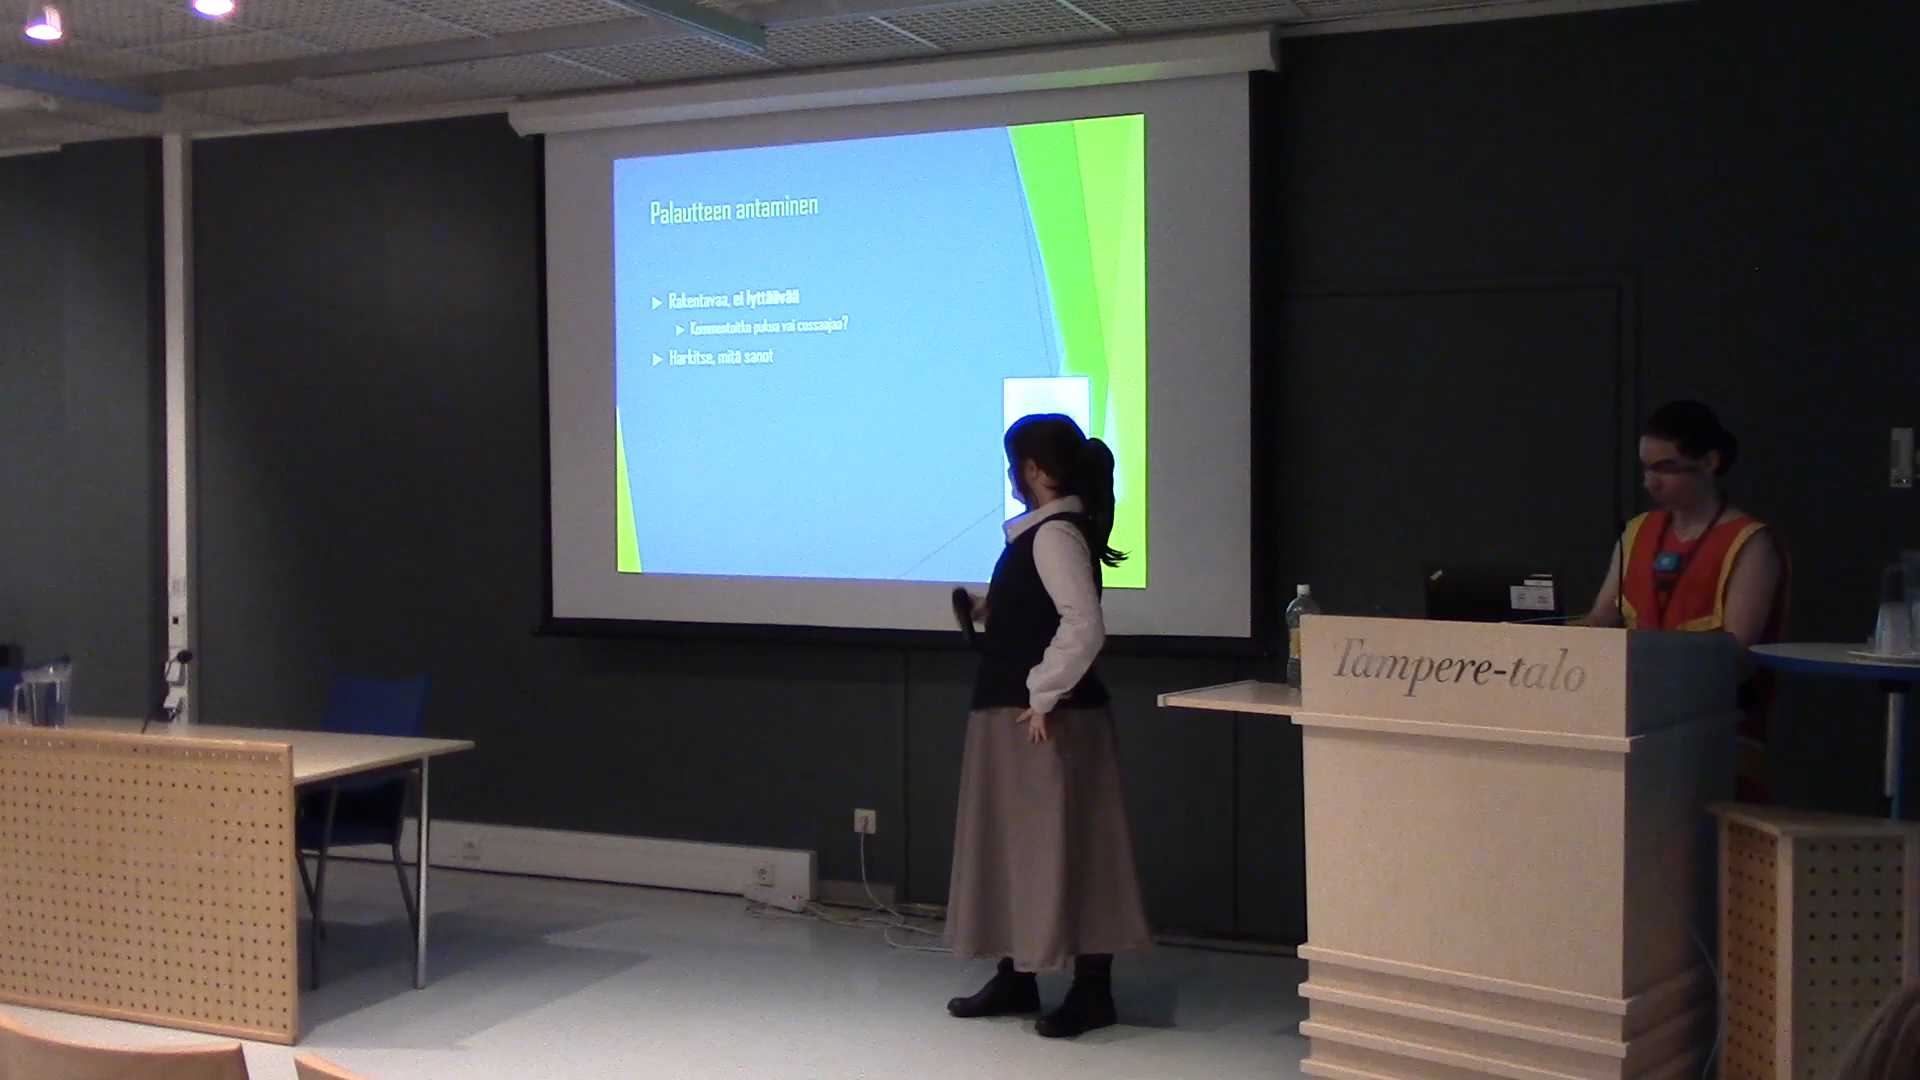 Palautteen antaminen
Rakentavaa, ei lyttäävää
Kommentoitko pukua vai cossaajaa?
Harkitse, mitä sanot
Tampere-talo